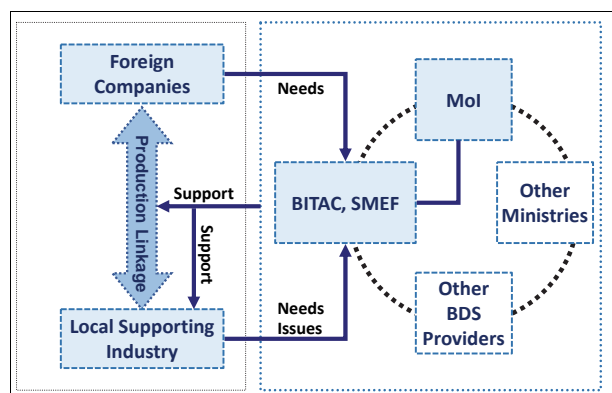 Foreign
Companies
Needs
MoI
Production Linkage
Support
BITAC, SMEF
Other
Ministries
Support
Local Supporting
Industry
Needs
Issues
Other
BDS
Providers